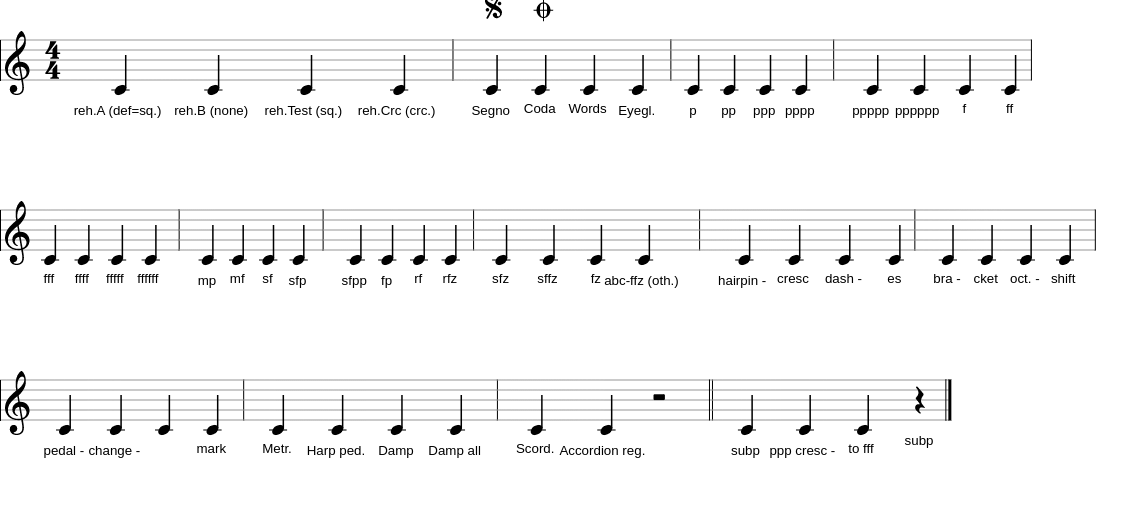 4
4
reh.A (def=sq.) reh.B (none) reh.Test (sq.) reh.Crc (crc.) Segno Coda Words Eyegl. p pp ppp pppp ppppp pppppp f ff
fff ffff fffff ffffff mp mf sf sfp sfpp fp rf rfz sfz sffz fz abc-ffz (oth.) hairpin - cresc dash - es bra - cket oct. - shift
pedal - change - mark Metr. Harp ped. Damp Damp all Scord. Accordion reg. subp ppp cresc - to fff subp